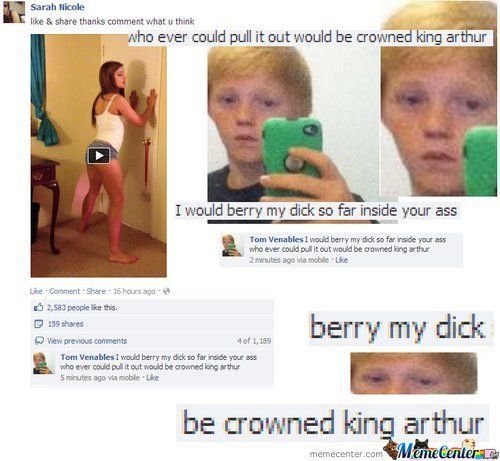 Sarah Nicole
like & share thanks comment what u think
who ever could pull it out would be crowned king arthur
I would berry my dick so far inside your ass
Tom Venables I would berry my dick so far inside your ass
who ever could pull it out would be crowned king arthur
2 minutes ago via mobile · Like
Like · Comment · Share · 16 hours ago ·
2,583 people like this.
159 shares
View previous comments 4 of 1,189
Tom Venables I would berry my dick so far inside your ass
who ever could pull it out would be crowned king arthur
5 minutes ago via mobile · Like
berry my dick
be crowned king arthur
memecenter.com MemeCenter